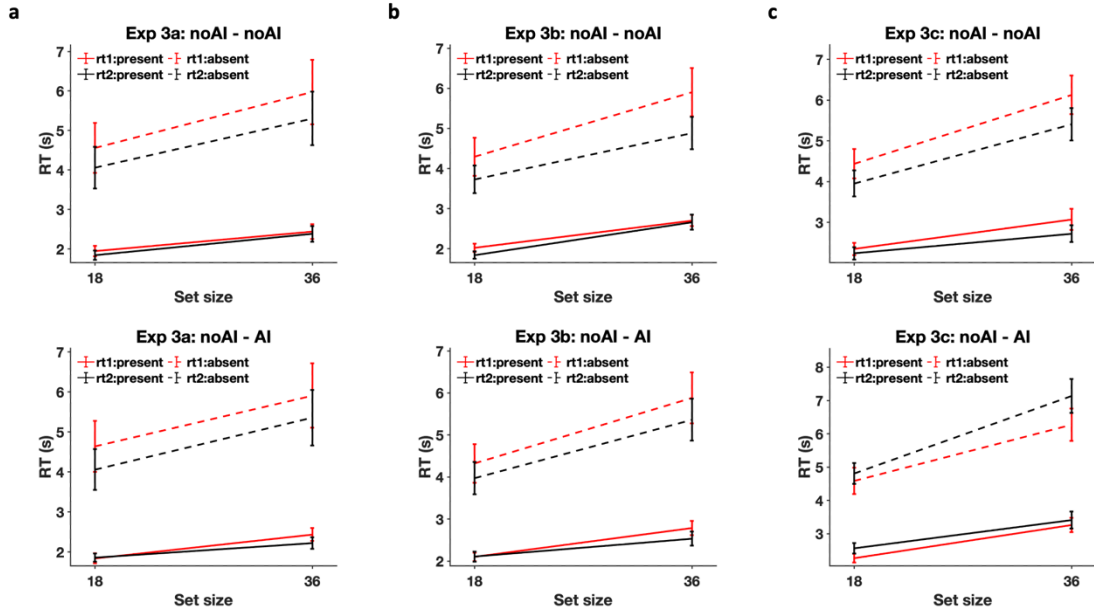 a
Exp 3a: noAI - noAI
rt1:present rt1:absent
rt2:present rt2:absent
7
6
5
4
3
2
RT (s)
18 36
Set size
b
Exp 3b: noAI - noAI
rt1:present rt1:absent
rt2:present rt2:absent
7
6
5
4
3
2
RT (s)
18 36
Set size
c
Exp 3c: noAI - noAI
rt1:present rt1:absent
rt2:present rt2:absent
7
6
5
4
3
RT (s)
18 36
Set size
Exp 3a: noAI - AI
rt1:present rt1:absent
rt2:present rt2:absent
7
6
5
4
3
2
RT (s)
18 36
Set size
Exp 3b: noAI - AI
rt1:present rt1:absent
rt2:present rt2:absent
7
6
5
4
3
2
RT (s)
18 36
Set size
Exp 3c: noAI - AI
rt1:present rt1:absent
rt2:present rt2:absent
8
7
6
5
4
3
RT (s)
18 36
Set size